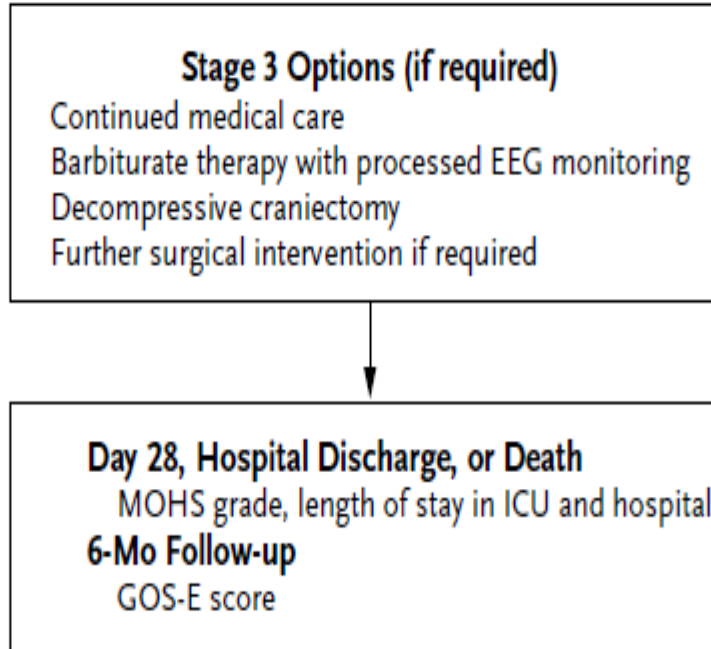 Stage 3 Options (if required)
Continued medical care
Barbiturate therapy with processed EEG monitoring
Decompressive craniectomy
Further surgical intervention if required
Day 28, Hospital Discharge, or Death
MOHS grade, length of stay in ICU and hospital
6-Mo Follow-up
GOS-E score